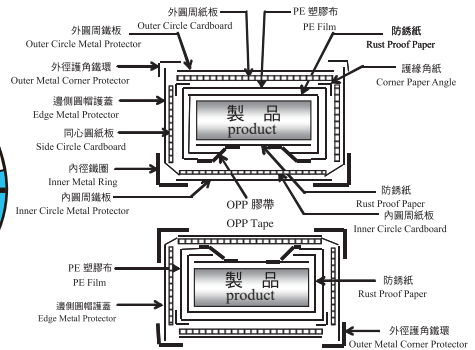 外圓周紙板
Outer Circle Cardboard
PE 塑膠布
PE Film
外圓周鐵板
Outer Circle Metal Protector
防銹紙
Rust Proof Paper
外徑護角鐵環
Outer Metal Corner Protector
護緣角紙
Corner Paper Angle
邊側圓帽護蓋
Edge Metal Protector
製 品
product
同心圓紙板
Side Circle Cardboard
內徑鐵圈
Inner Metal Ring
內圓周鐵板
Inner Circle Metal Protector
OPP 膠帶
OPP Tape
防銹紙
Rust Proof Paper
內圓周紙板
Inner Circle Cardboard
PE 塑膠布
PE Film
製 品
product
防銹紙
Rust Proof Paper
邊側圓帽護蓋
Edge Metal Protector
外徑護角鐵環
Outer Metal Corner Protector